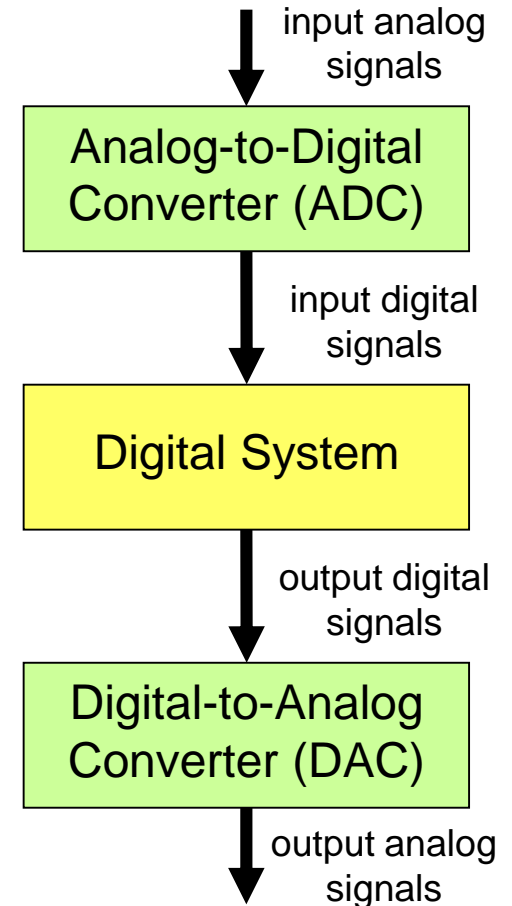 input analog
signals
Analog-to-Digital
Converter (ADC)
input digital
signals
Digital System
output digital
signals
Digital-to-Analog
Converter (DAC)
output analog
signals